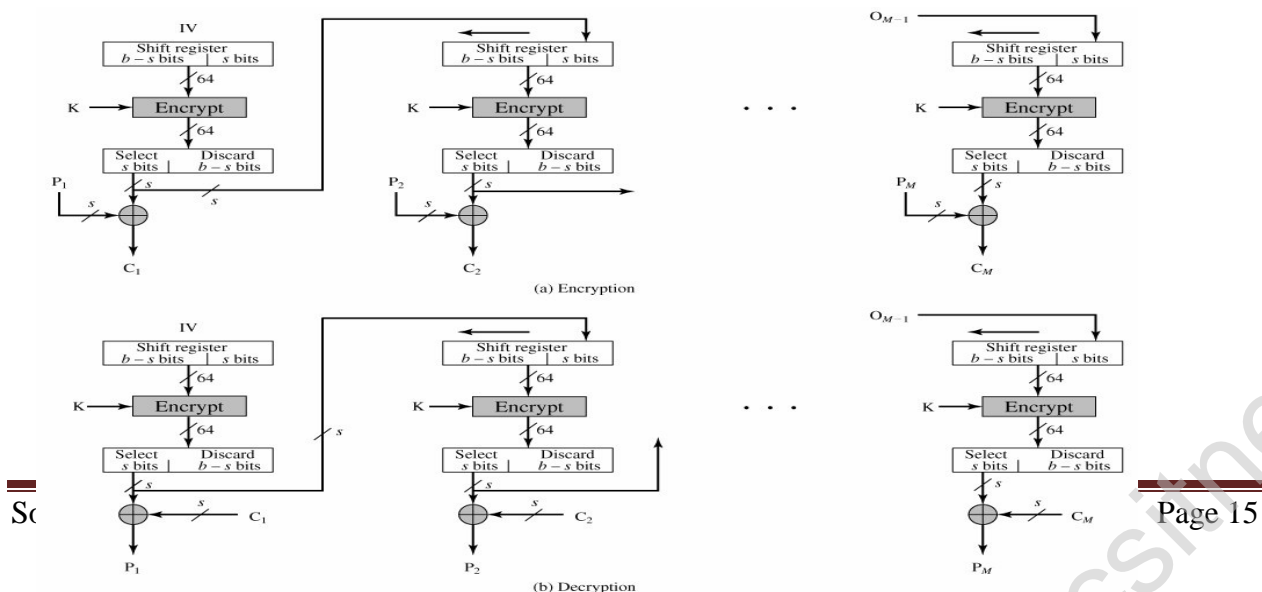 IV O_{M−1}
Shift register Shift register Shift register
b − s bits | s bits b − s bits | s bits b − s bits | s bits
64 64 64
K Encrypt K Encrypt . . . K Encrypt
64 64 64
Select Discard Select Discard Select Discard
s bits | b − s bits s bits | b − s bits s bits | b − s bits
P₁ s s P₂ s P_M s
s s s
C₁ C₂ C_M
(a) Encryption
IV O_{M−1}
Shift register Shift register Shift register
b − s bits | s bits b − s bits | s bits b − s bits | s bits
64 64 64
K Encrypt s K Encrypt . . . K Encrypt
64 64 64
Select Discard Select Discard Select Discard
s bits | b − s bits s bits | b − s bits s bits | b − s bits
s s s
s C₁ s C₂ s C_M Page 15
P₁ P₂ P_M
(b) Decryption